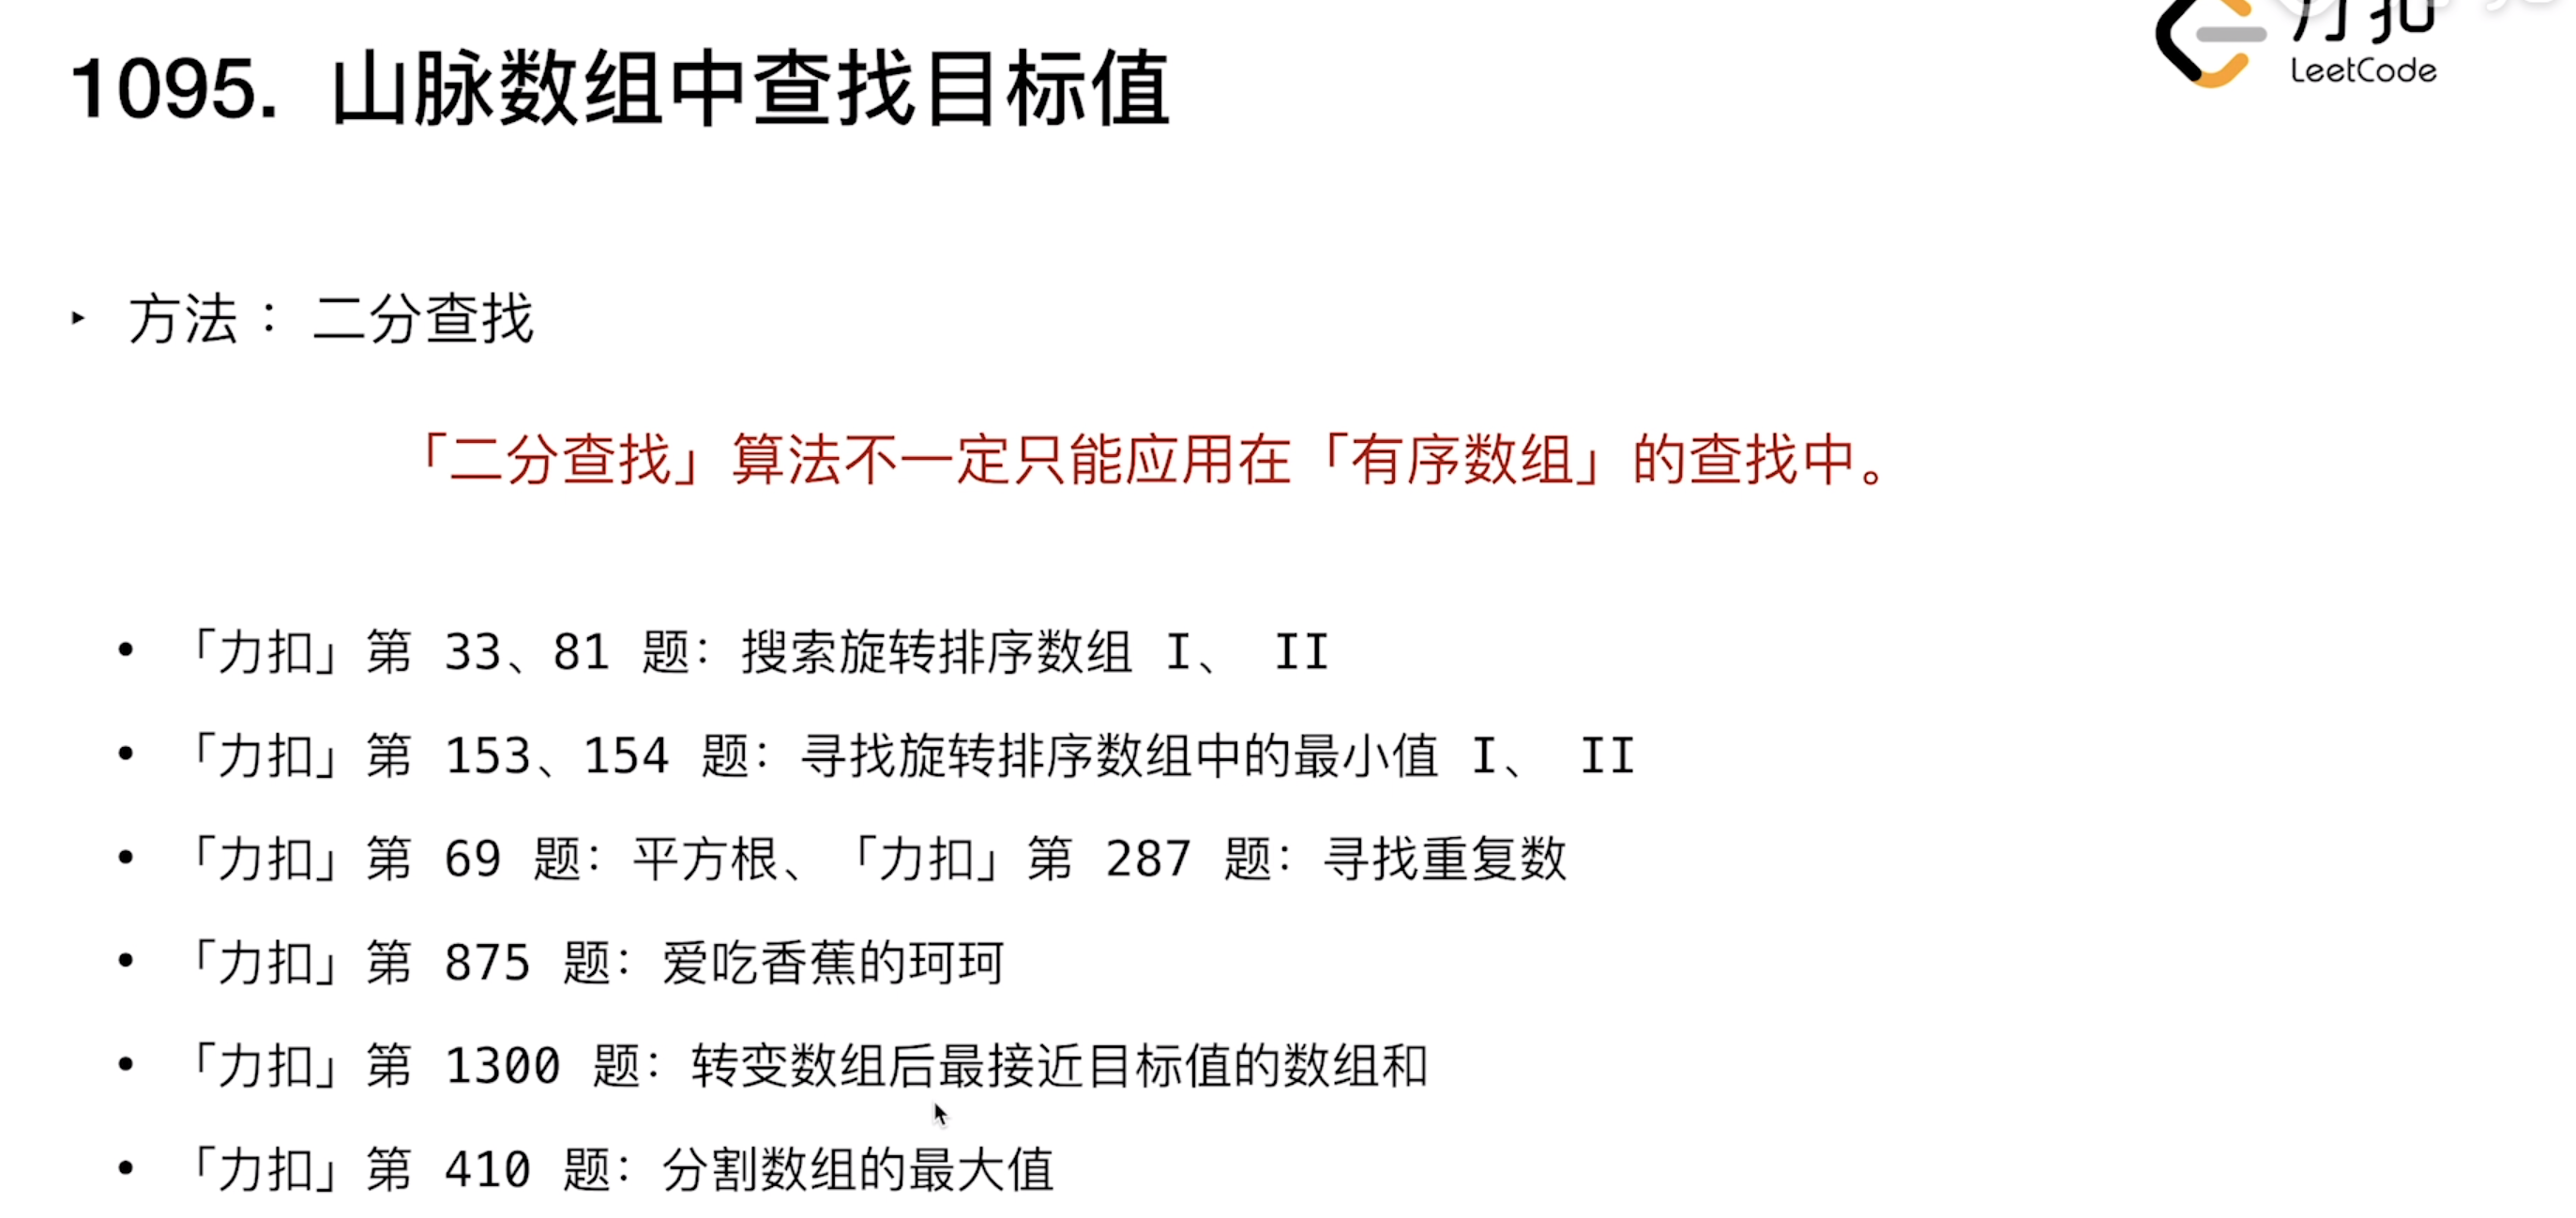 1095. 山脉数组中查找目标值
LeetCode
‣ 方法：二分查找
「二分查找」算法不一定只能应用在「有序数组」的查找中。
• 「力扣」第 33、81 题：搜索旋转排序数组 I、 II
• 「力扣」第 153、154 题：寻找旋转排序数组中的最小值 I、 II
• 「力扣」第 69 题：平方根、「力扣」第 287 题：寻找重复数
• 「力扣」第 875 题：爱吃香蕉的珂珂
• 「力扣」第 1300 题：转变数组后最接近目标值的数组和
• 「力扣」第 410 题：分割数组的最大值